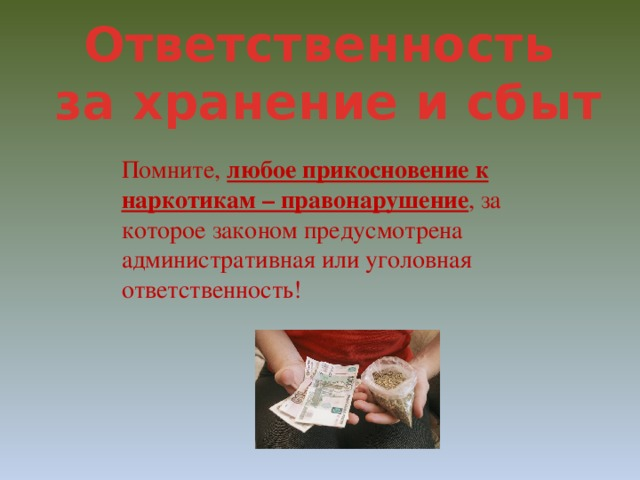 Ответственность
за хранение и сбыт
Помните, любое прикосновение к
наркотикам – правонарушение, за
которое законом предусмотрена
административная или уголовная
ответственность!